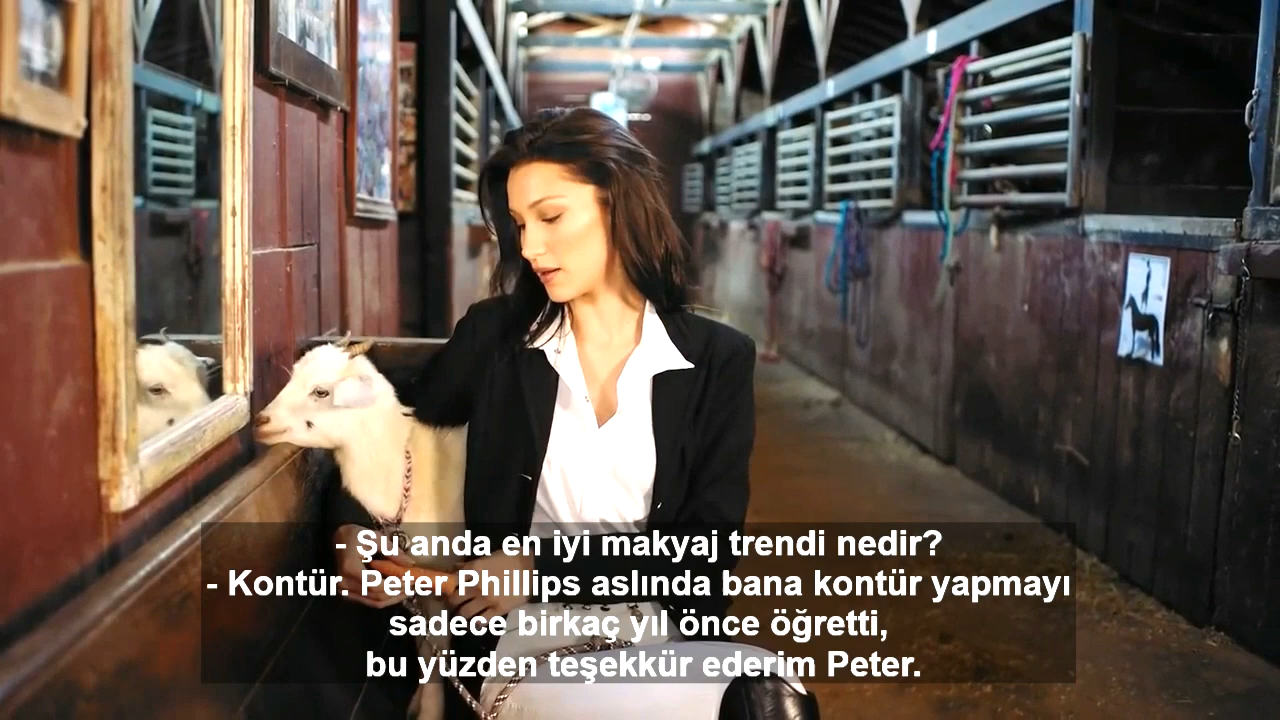 - Şu anda en iyi makyaj trendi nedir?
- Kontür. Peter Phillips aslında bana kontür yapmayı
sadece birkaç yıl önce öğretti,
bu yüzden teşekkür ederim Peter.